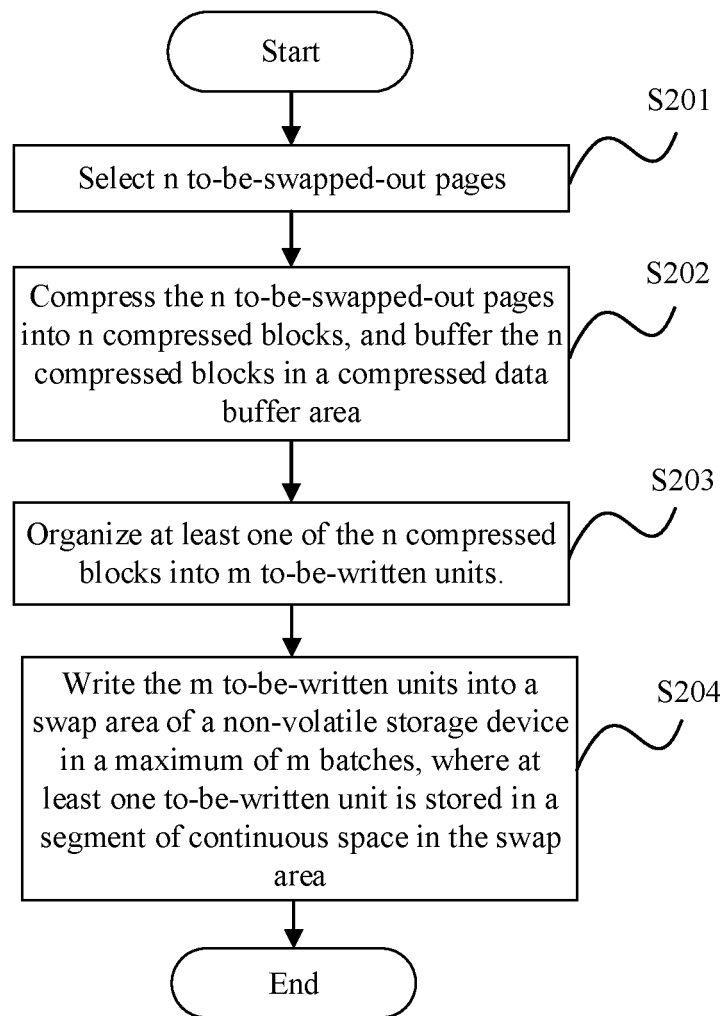 Start
S201
Select n to-be-swapped-out pages
S202
Compress the n to-be-swapped-out pages
into n compressed blocks, and buffer the n
compressed blocks in a compressed data
buffer area
S203
Organize at least one of the n compressed
blocks into m to-be-written units.
S204
Write the m to-be-written units into a
swap area of a non-volatile storage device
in a maximum of m batches, where at
least one to-be-written unit is stored in a
segment of continuous space in the swap
area
End